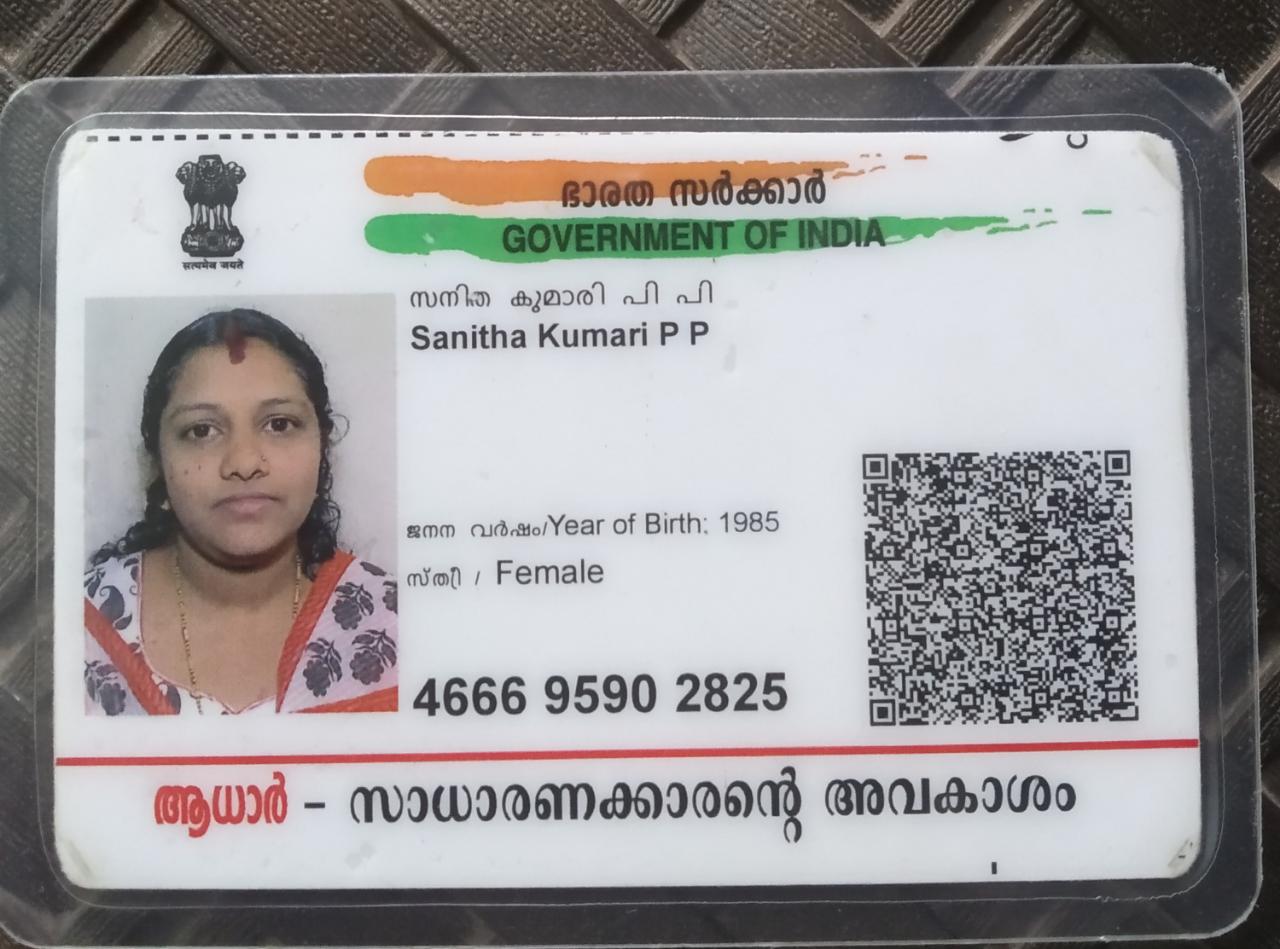 सत्यमेव जयते
ഭാരത സർക്കാർ
GOVERNMENT OF INDIA
സനിത കുമാരി പി പി
Sanitha Kumari P P
ജനന വർഷം/Year of Birth: 1985
സ്ത്രീ / Female
4666 9590 2825
ആധാർ – സാധാരണക്കാരന്റെ അവകാശം